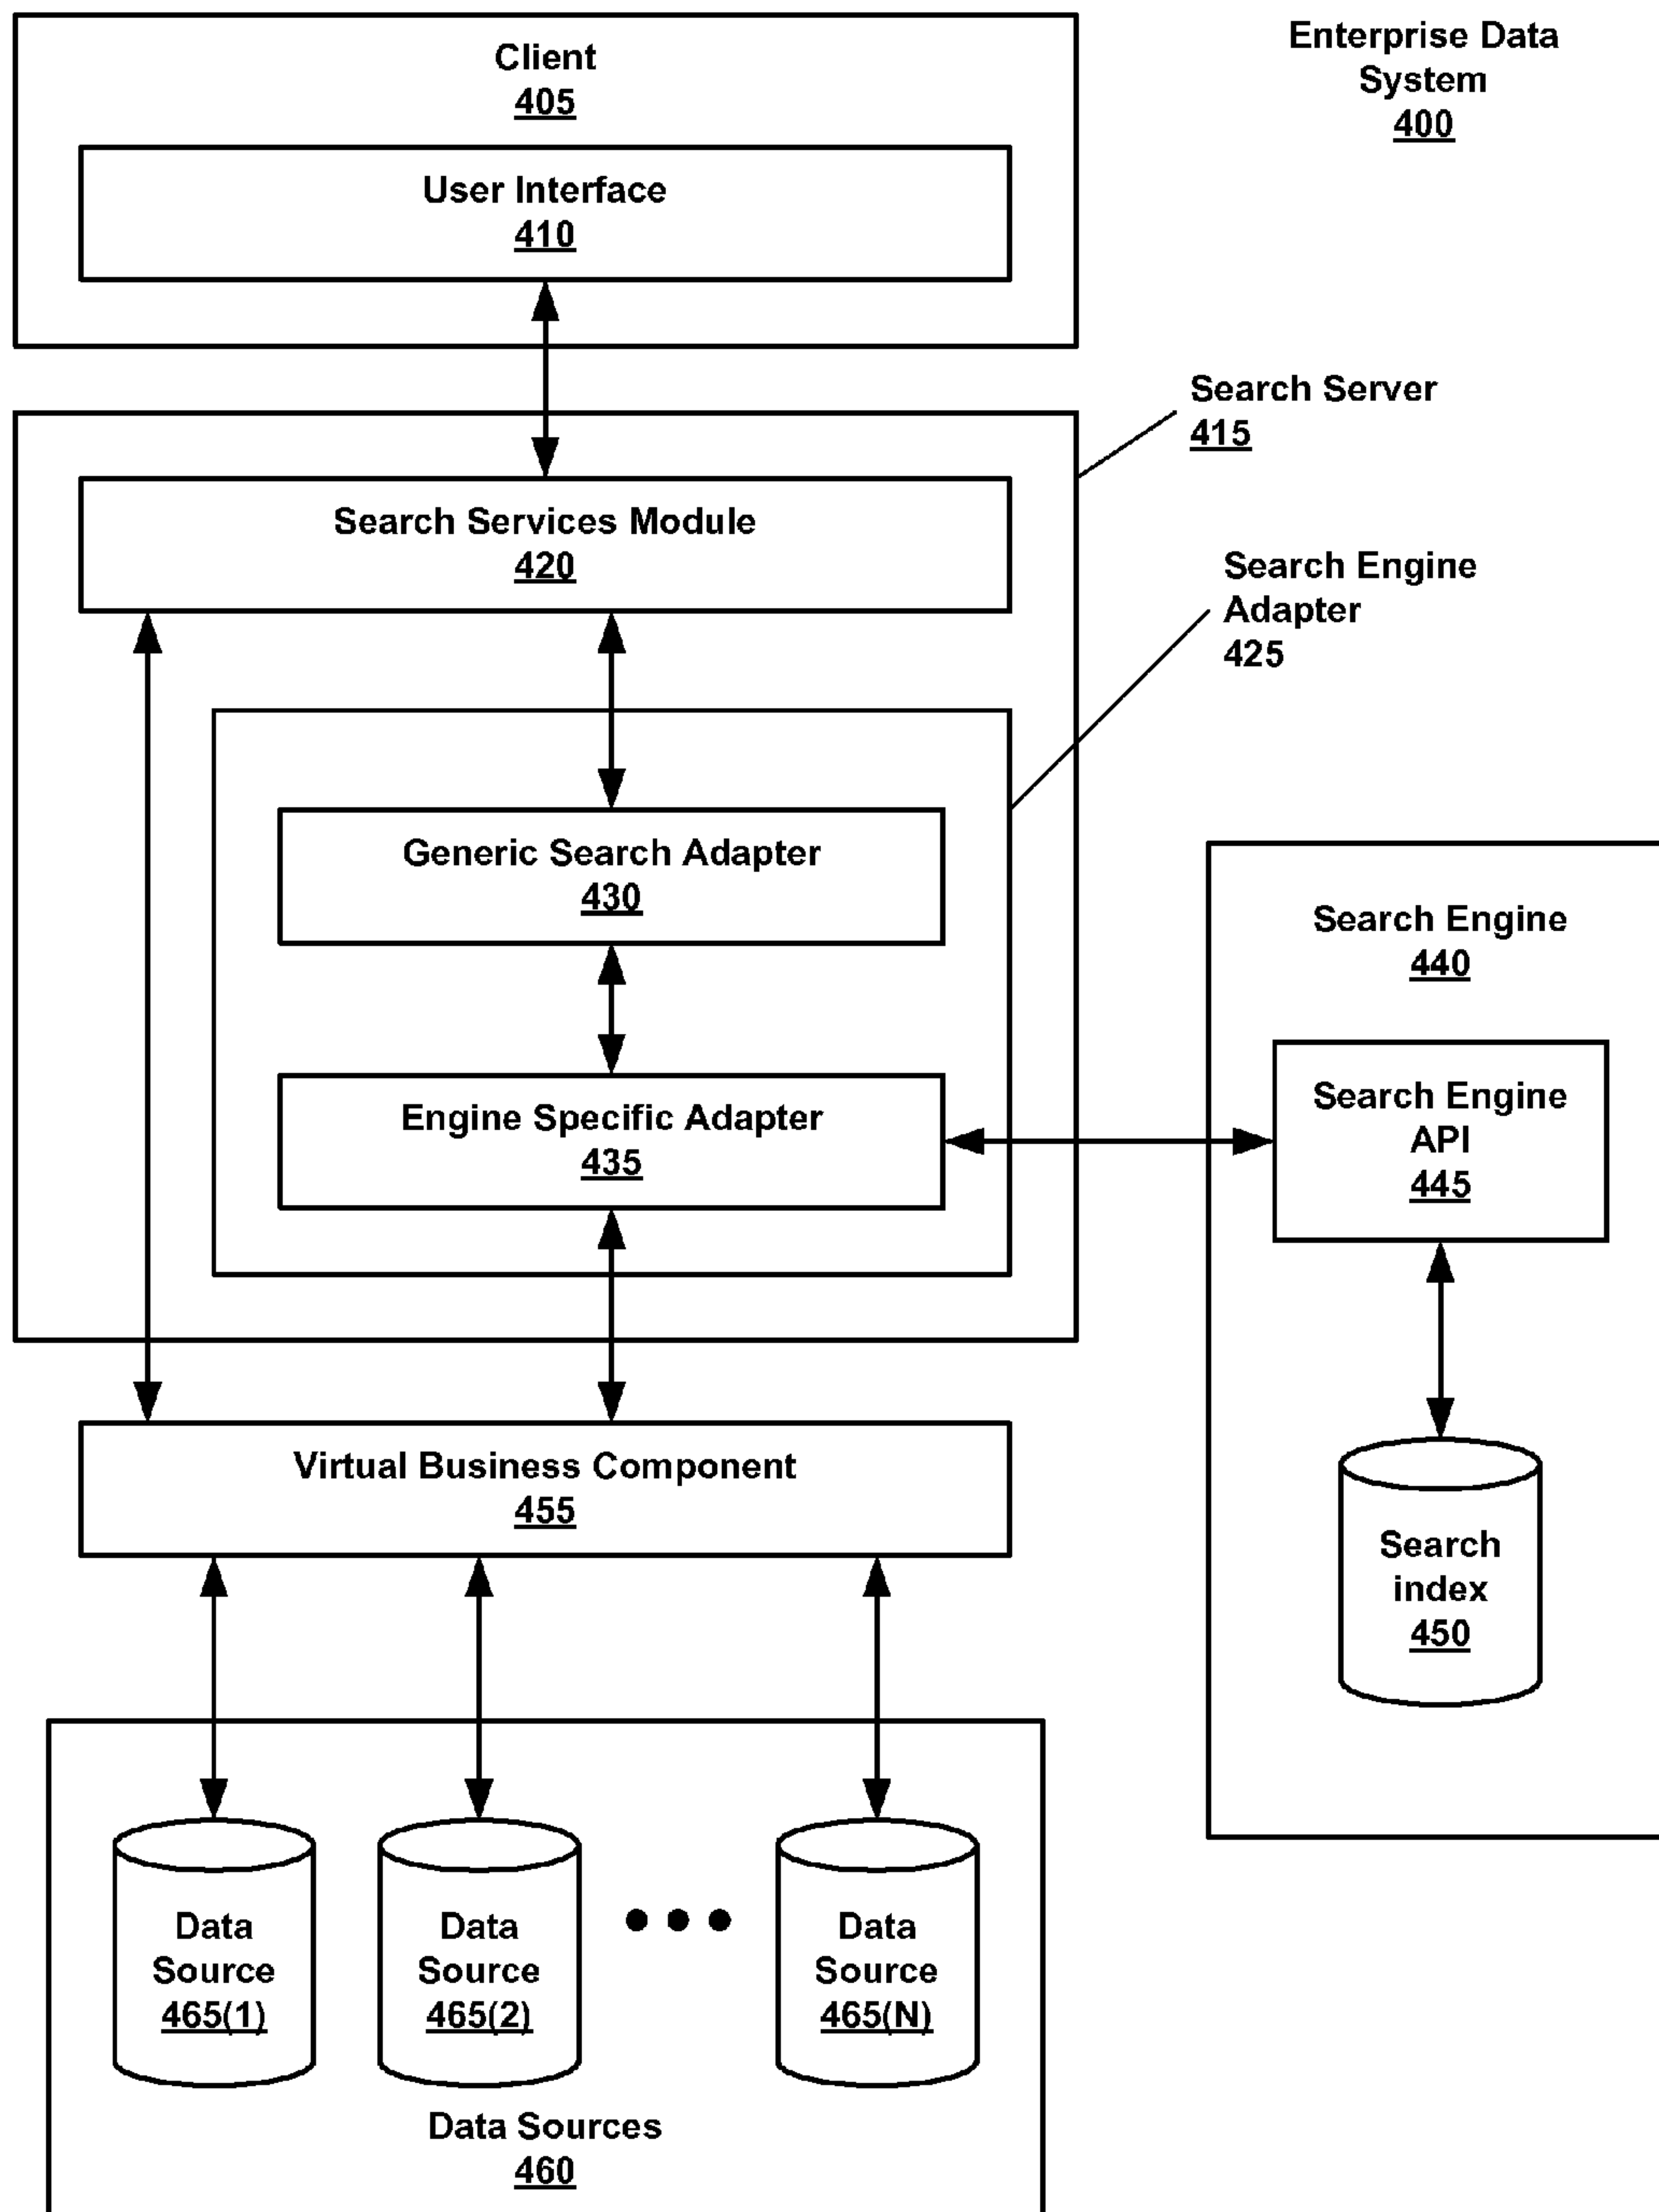 Client
405
Enterprise Data
System
400
User Interface
410
Search Server
415
Search Services Module
420
Search Engine
Adapter
425
Generic Search Adapter
430
Search Engine
440
Engine Specific Adapter
435
Search Engine
API
445
Virtual Business Component
455
Search
index
450
Data
Source
465(1)
Data
Source
465(2)
Data
Source
465(N)
Data Sources
460